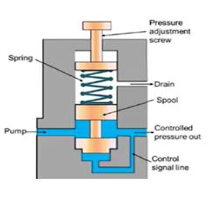 Pressure
adjustment
screw
Spring
Drain
Spool
Pump
Controlled
pressure out
Control
signal line